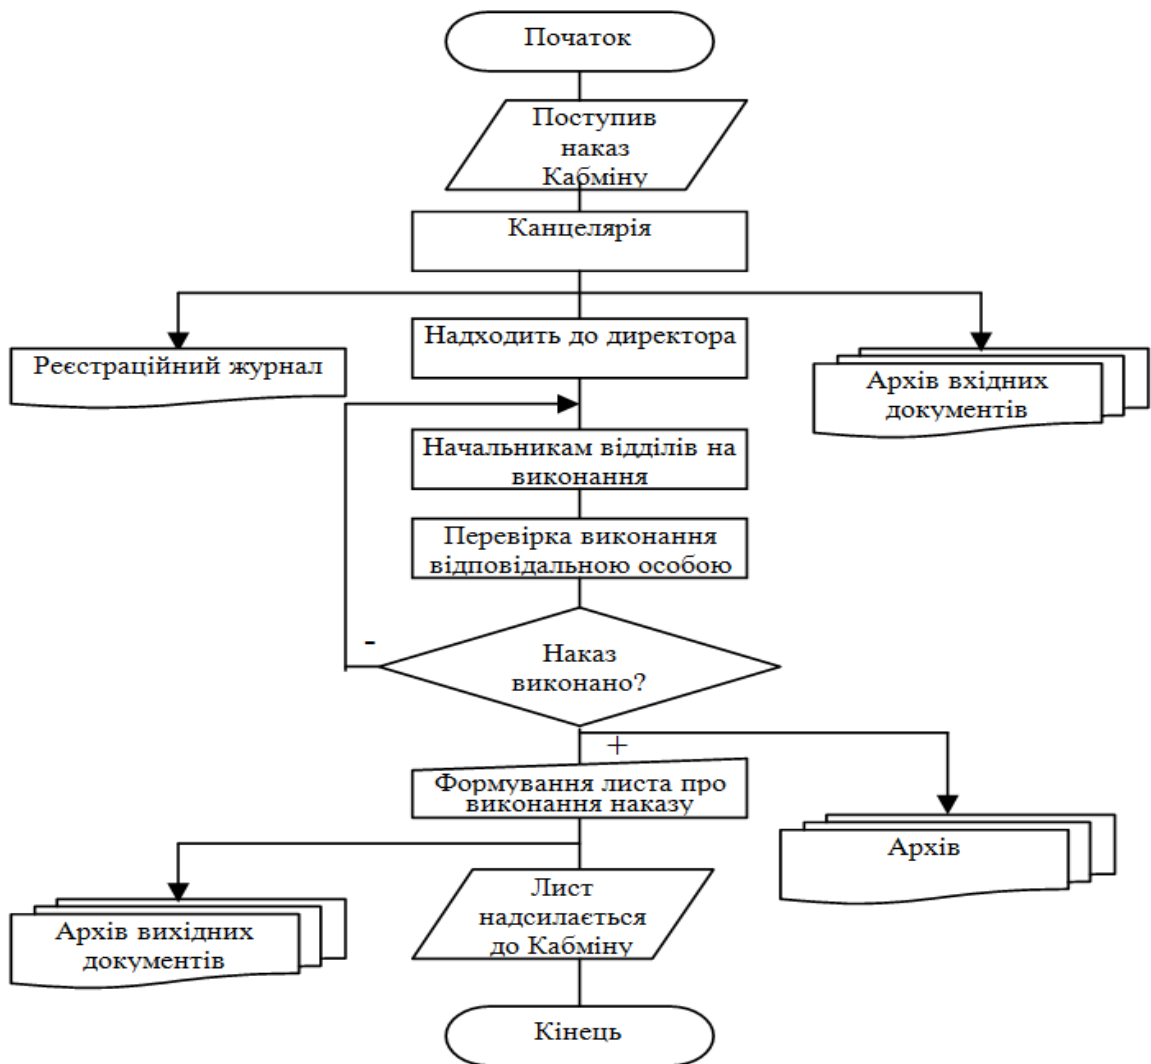 Початок
Поступив
наказ
Кабміну
Канцелярія
Надходить до директора
Реєстраційний журнал
Архів вхідних
документів
Начальникам відділів на
виконання
Перевірка виконання
відповідальною особою
-
Наказ
виконано?
+
Формування листа про
виконання наказу
Архів
Лист
надсилається
до Кабміну
Архів вихідних
документів
Кінець